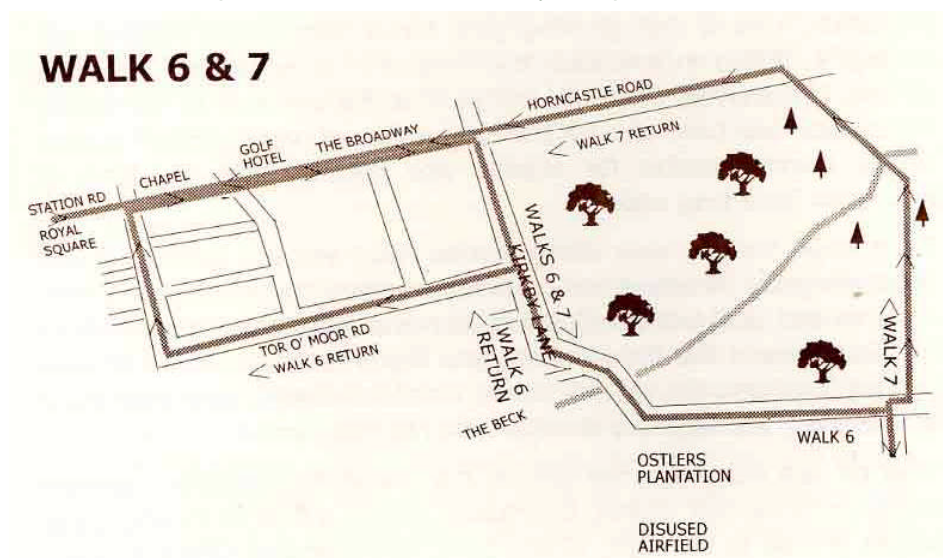 WALK 6 & 7
HORNCASTLE ROAD
THE BROADWAY
GOLF
HOTEL
CHAPEL
STATION RD
ROYAL
SQUARE
< WALK 7 RETURN
WALKS 6 & 7 >
KIRKBY LANE
TOR O' MOOR RD
< WALK 6 RETURN
WALK 6 >
RETURN
WALK 7 >
THE BECK
WALK 6
OSTLERS
PLANTATION
DISUSED
AIRFIELD